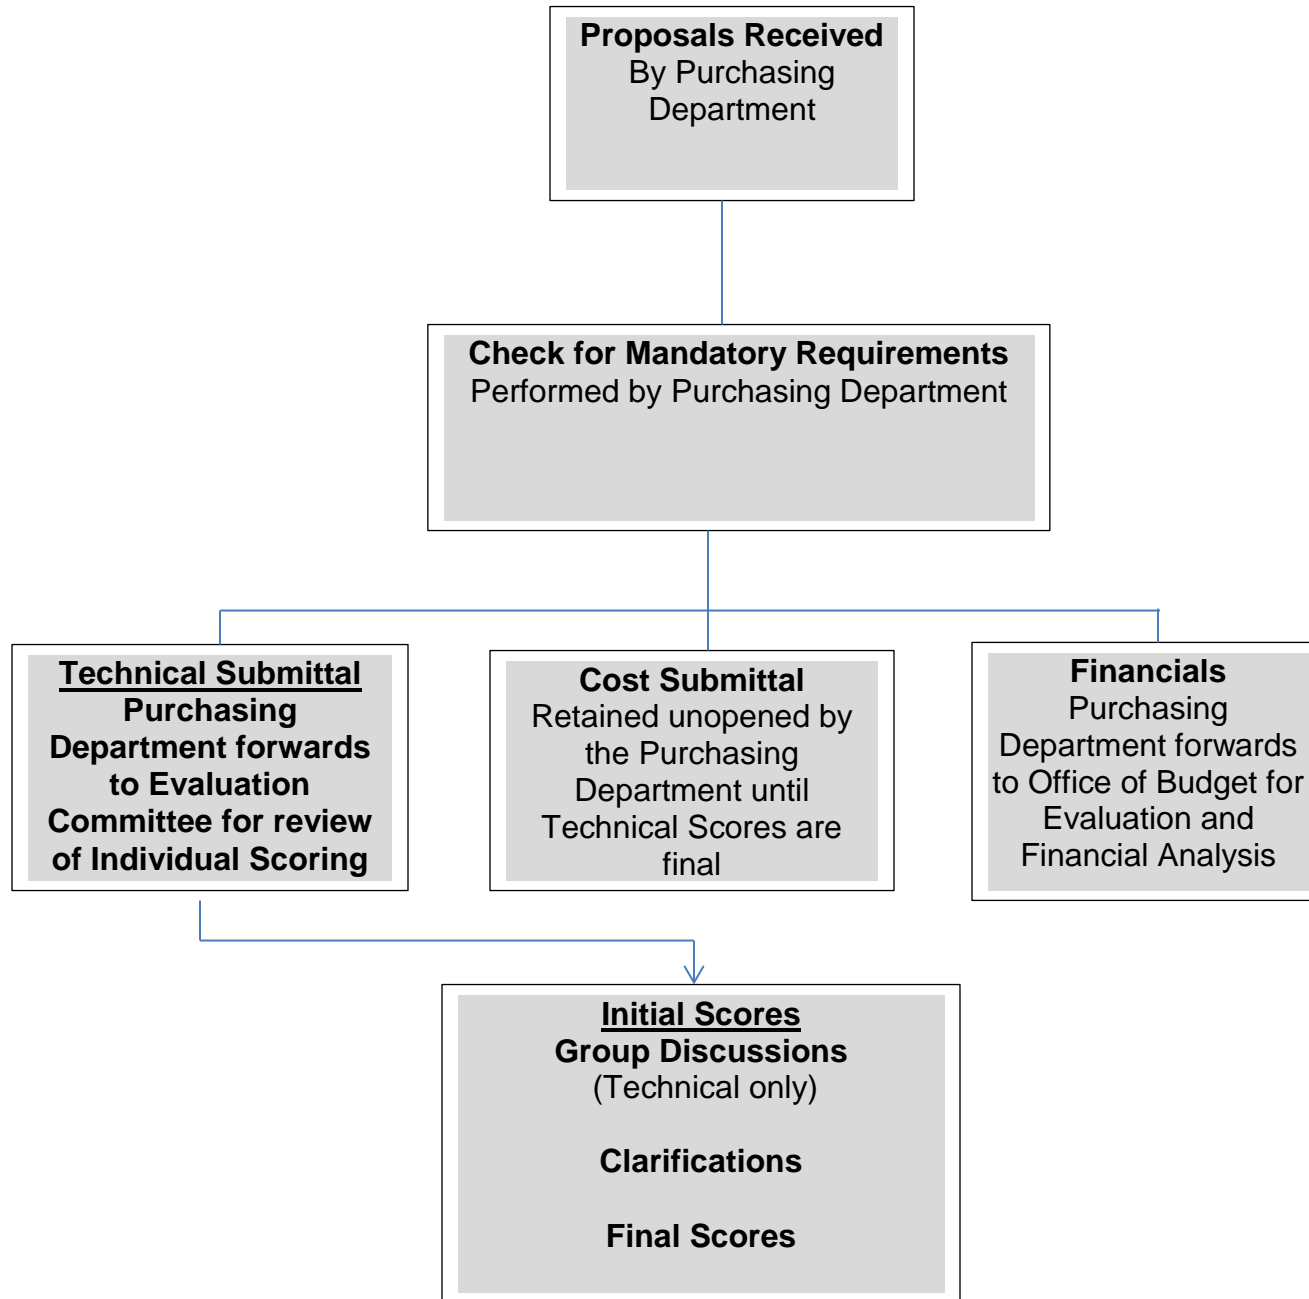 Proposals Received
By Purchasing
Department
Check for Mandatory Requirements
Performed by Purchasing Department
Technical Submittal
Purchasing
Department forwards
to Evaluation
Committee for review
of Individual Scoring
Cost Submittal
Retained unopened by
the Purchasing
Department until
Technical Scores are
final
Financials
Purchasing
Department forwards
to Office of Budget for
Evaluation and
Financial Analysis
Initial Scores
Group Discussions
(Technical only)
Clarifications
Final Scores